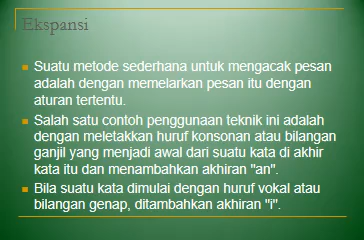 Ekspansi
Suatu metode sederhana untuk mengacak pesan
adalah dengan memelarkan pesan itu dengan
aturan tertentu.
Salah satu contoh penggunaan teknik ini adalah
dengan meletakkan huruf konsonan atau bilangan
ganjil yang menjadi awal dari suatu kata di akhir
kata itu dan menambahkan akhiran "an".
Bila suatu kata dimulai dengan huruf vokal atau
bilangan genap, ditambahkan akhiran "i".